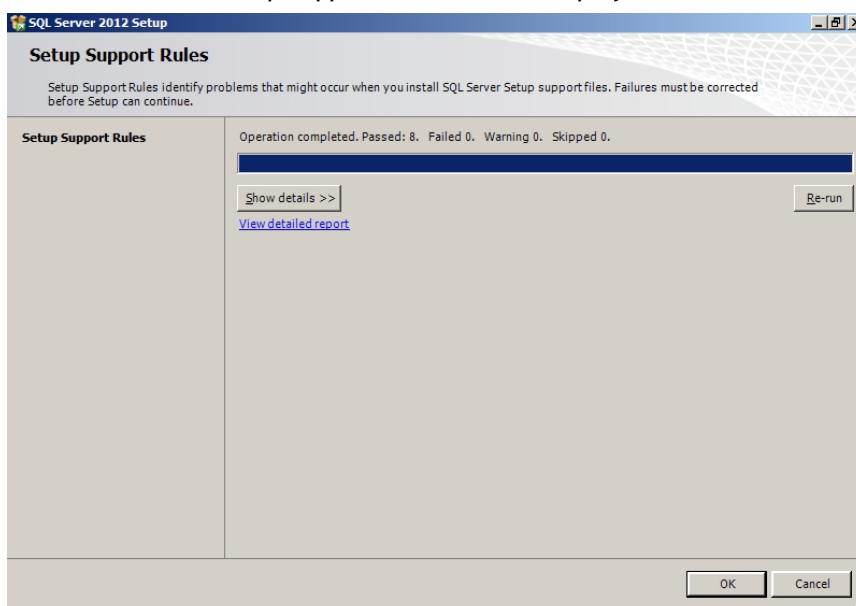 SQL Server 2012 Setup
Setup Support Rules
Setup Support Rules identify problems that might occur when you install SQL Server Setup support files. Failures must be corrected
before Setup can continue.
Setup Support Rules
Operation completed. Passed: 8. Failed 0. Warning 0. Skipped 0.
Show details >>
Re-run
View detailed report
OK
Cancel